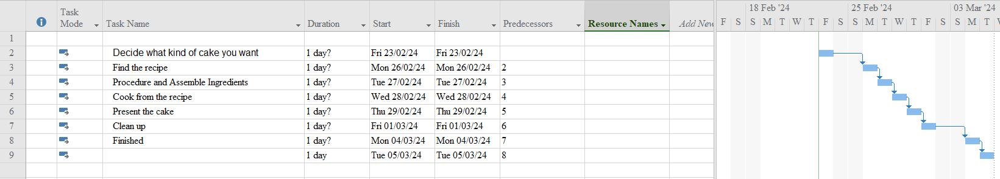 Task Mode Task Name Duration Start Finish Predecessors Resource Names Add New
18 Feb '24 25 Feb '24 03 Mar '24
F S S M T W T F S S M T W T F S S M T
1
2 Decide what kind of cake you want 1 day? Fri 23/02/24 Fri 23/02/24
3 Find the recipe 1 day? Mon 26/02/24 Mon 26/02/24 2
4 Procedure and Assemble Ingredients 1 day? Tue 27/02/24 Tue 27/02/24 3
5 Cook from the recipe 1 day? Wed 28/02/24 Wed 28/02/24 4
6 Present the cake 1 day? Thu 29/02/24 Thu 29/02/24 5
7 Clean up 1 day? Fri 01/03/24 Fri 01/03/24 6
8 Finished 1 day? Mon 04/03/24 Mon 04/03/24 7
9 1 day Tue 05/03/24 Tue 05/03/24 8